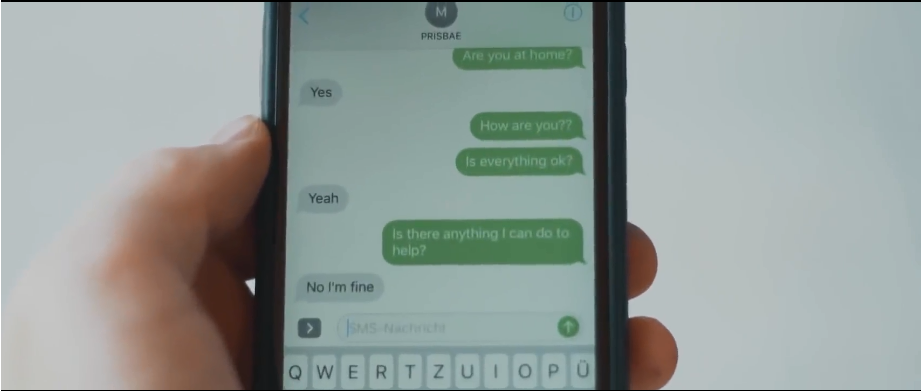 M
PRISBAE
Are you at home?
Yes
How are you??
Is everything ok?
Yeah
Is there anything I can do to
help?
No I'm fine
SMS-Nachricht
Q W E R T Z U I O P Ü